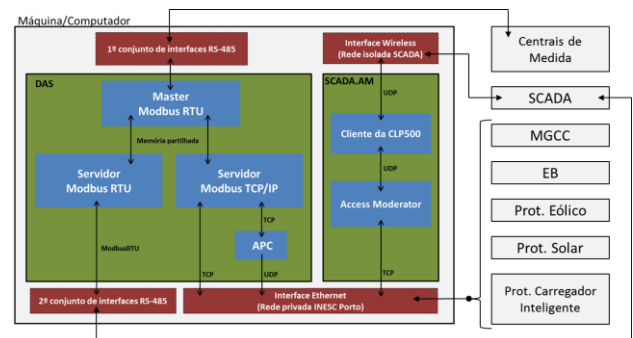 Máquina/Computador
1º conjunto de interfaces RS-485
Interface Wireless
(Rede isolada SCADA)
Centrais de
Medida
DAS
SCADA.AM
Master
Modbus RTU
UDP
SCADA
Memória partilhada
Cliente da CLP500
MGCC
Servidor
Modbus RTU
Servidor
Modbus TCP/IP
UDP
EB
Access Moderator
Prot. Eólico
TCP
ModbusRTU
APC
Prot. Solar
TCP
UDP
TCP
2º conjunto de interfaces RS-485
Interface Ethernet
(Rede privada INESC Porto)
Prot. Carregador
Inteligente